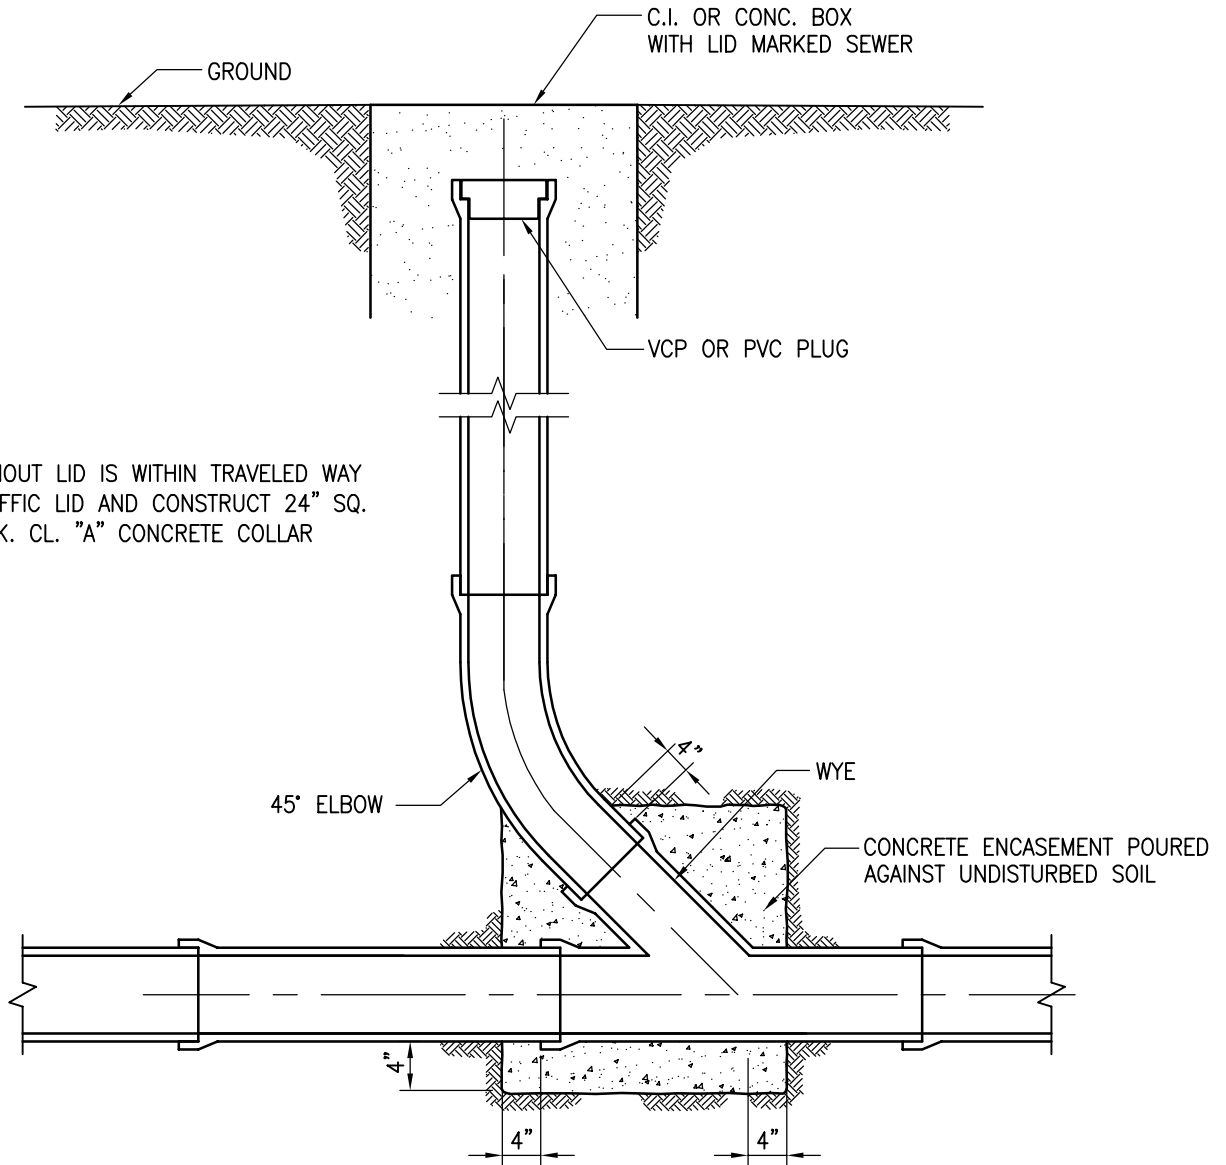 C.I. OR CONC. BOX
WITH LID MARKED SEWER
GROUND
VCP OR PVC PLUG
LID IS WITHIN TRAVELED WAY
LID AND CONSTRUCT 24" SQ.
CL. "A" CONCRETE COLLAR
4"
WYE
45° ELBOW
CONCRETE ENCASEMENT POURED
AGAINST UNDISTURBED SOIL
4"
4"
4"